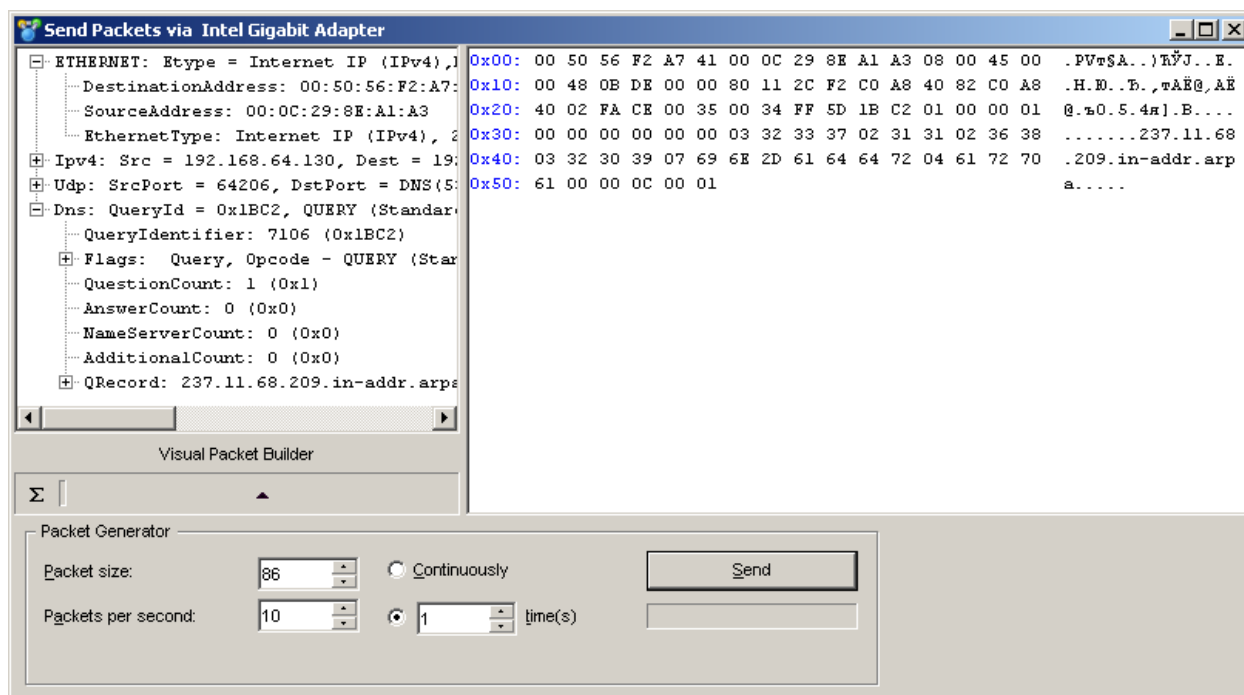 Send Packets via  Intel Gigabit Adapter
ETHERNET: Etype = Internet IP (IPv4),
DestinationAddress: 00:50:56:F2:A7:
SourceAddress: 00:0C:29:8E:A1:A3
EthernetType: Internet IP (IPv4), 2
Ipv4: Src = 192.168.64.130, Dest = 19
Udp: SrcPort = 64206, DstPort = DNS(5
Dns: QueryId = 0x1BC2, QUERY (Standar
QueryIdentifier: 7106 (0x1BC2)
Flags:  Query, Opcode - QUERY (Star
QuestionCount: 1 (0x1)
AnswerCount: 0 (0x0)
NameServerCount: 0 (0x0)
AdditionalCount: 0 (0x0)
QRecord: 237.11.68.209.in-addr.arpa
0x00: 00 50 56 F2 A7 41 00 0C 29 8E A1 A3 08 00 45 00 .PVт§A..)ЋЎЈ..E.
0x10: 00 48 0B DE 00 00 80 11 2C F2 C0 A8 40 82 C0 A8 .H.Ю..Ђ.,тАЁ@‚АЁ
0x20: 40 02 FA CE 00 35 00 34 FF 5D 1B C2 01 00 00 01 @.ъО.5.4я].В....
0x30: 00 00 00 00 00 00 03 32 33 37 02 31 31 02 36 38 .......237.11.68
0x40: 03 32 30 39 07 69 6E 2D 61 64 64 72 04 61 72 70 .209.in-addr.arp
0x50: 61 00 00 0C 00 01 a.....
Visual Packet Builder
Σ
Packet Generator
Packet size:
86
Continuously
Send
Packets per second:
10
1
time(s)